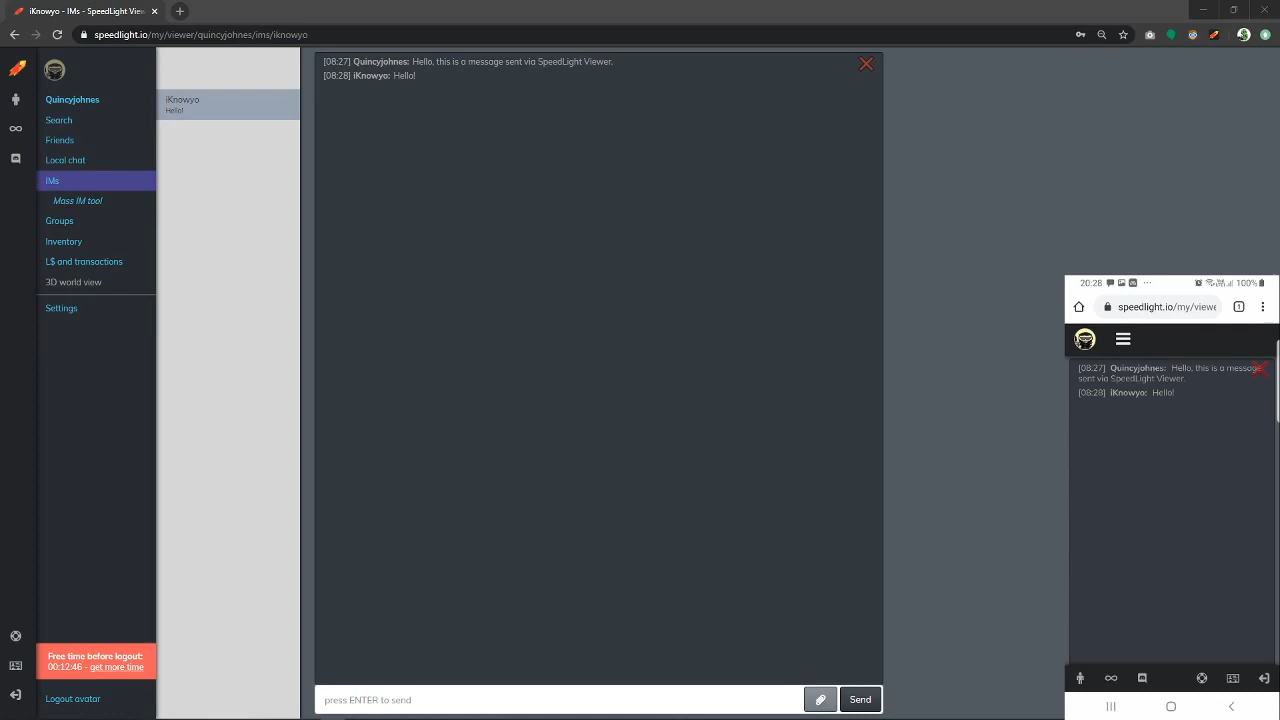 iKnowyo - IMs - SpeedLight View
speedlight.io/my/viewer/quincyjohnes/ims/iknowyo
Quincyjohnes
Search
Friends
Local chat
IMs
Mass IM tool
Groups
Inventory
L$ and transactions
3D world view
Settings
Free time before logout:
00:12:46 - get more time
Logout avatar
iKnowyo
Hello!
[08:27] Quincyjohnes: Hello, this is a message sent via SpeedLight Viewer.
[08:28] iKnowyo: Hello!
press ENTER to send
Send
20:28
100%
speedlight.io/my/viewe
1
[08:27] Quincyjohnes: Hello, this is a message
sent via SpeedLight Viewer.
[08:28] iKnowyo: Hello!